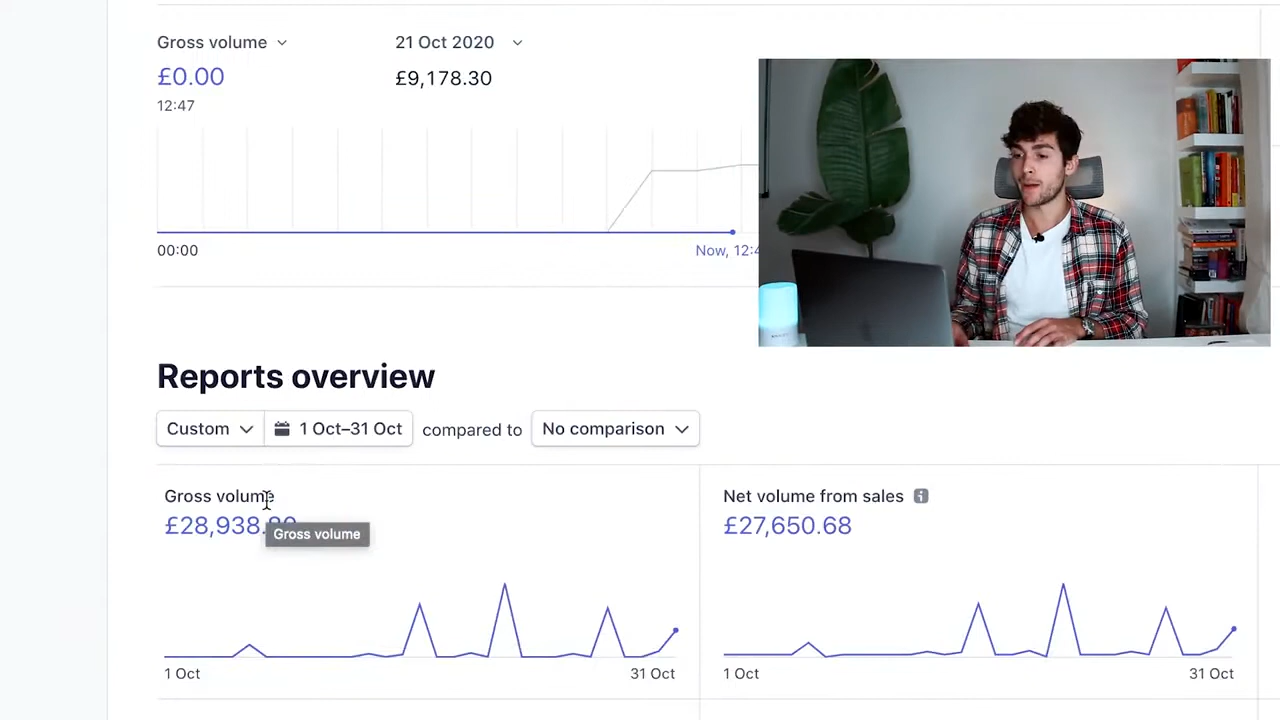 Gross volume
21 Oct 2020
£0.00
£9,178.30
12:47
00:00
Now, 12:4
Reports overview
Custom
1 Oct–31 Oct
compared to
No comparison
Gross volume
£28,938.
Gross volume
1 Oct
31 Oct
Net volume from sales
£27,650.68
1 Oct
31 Oct